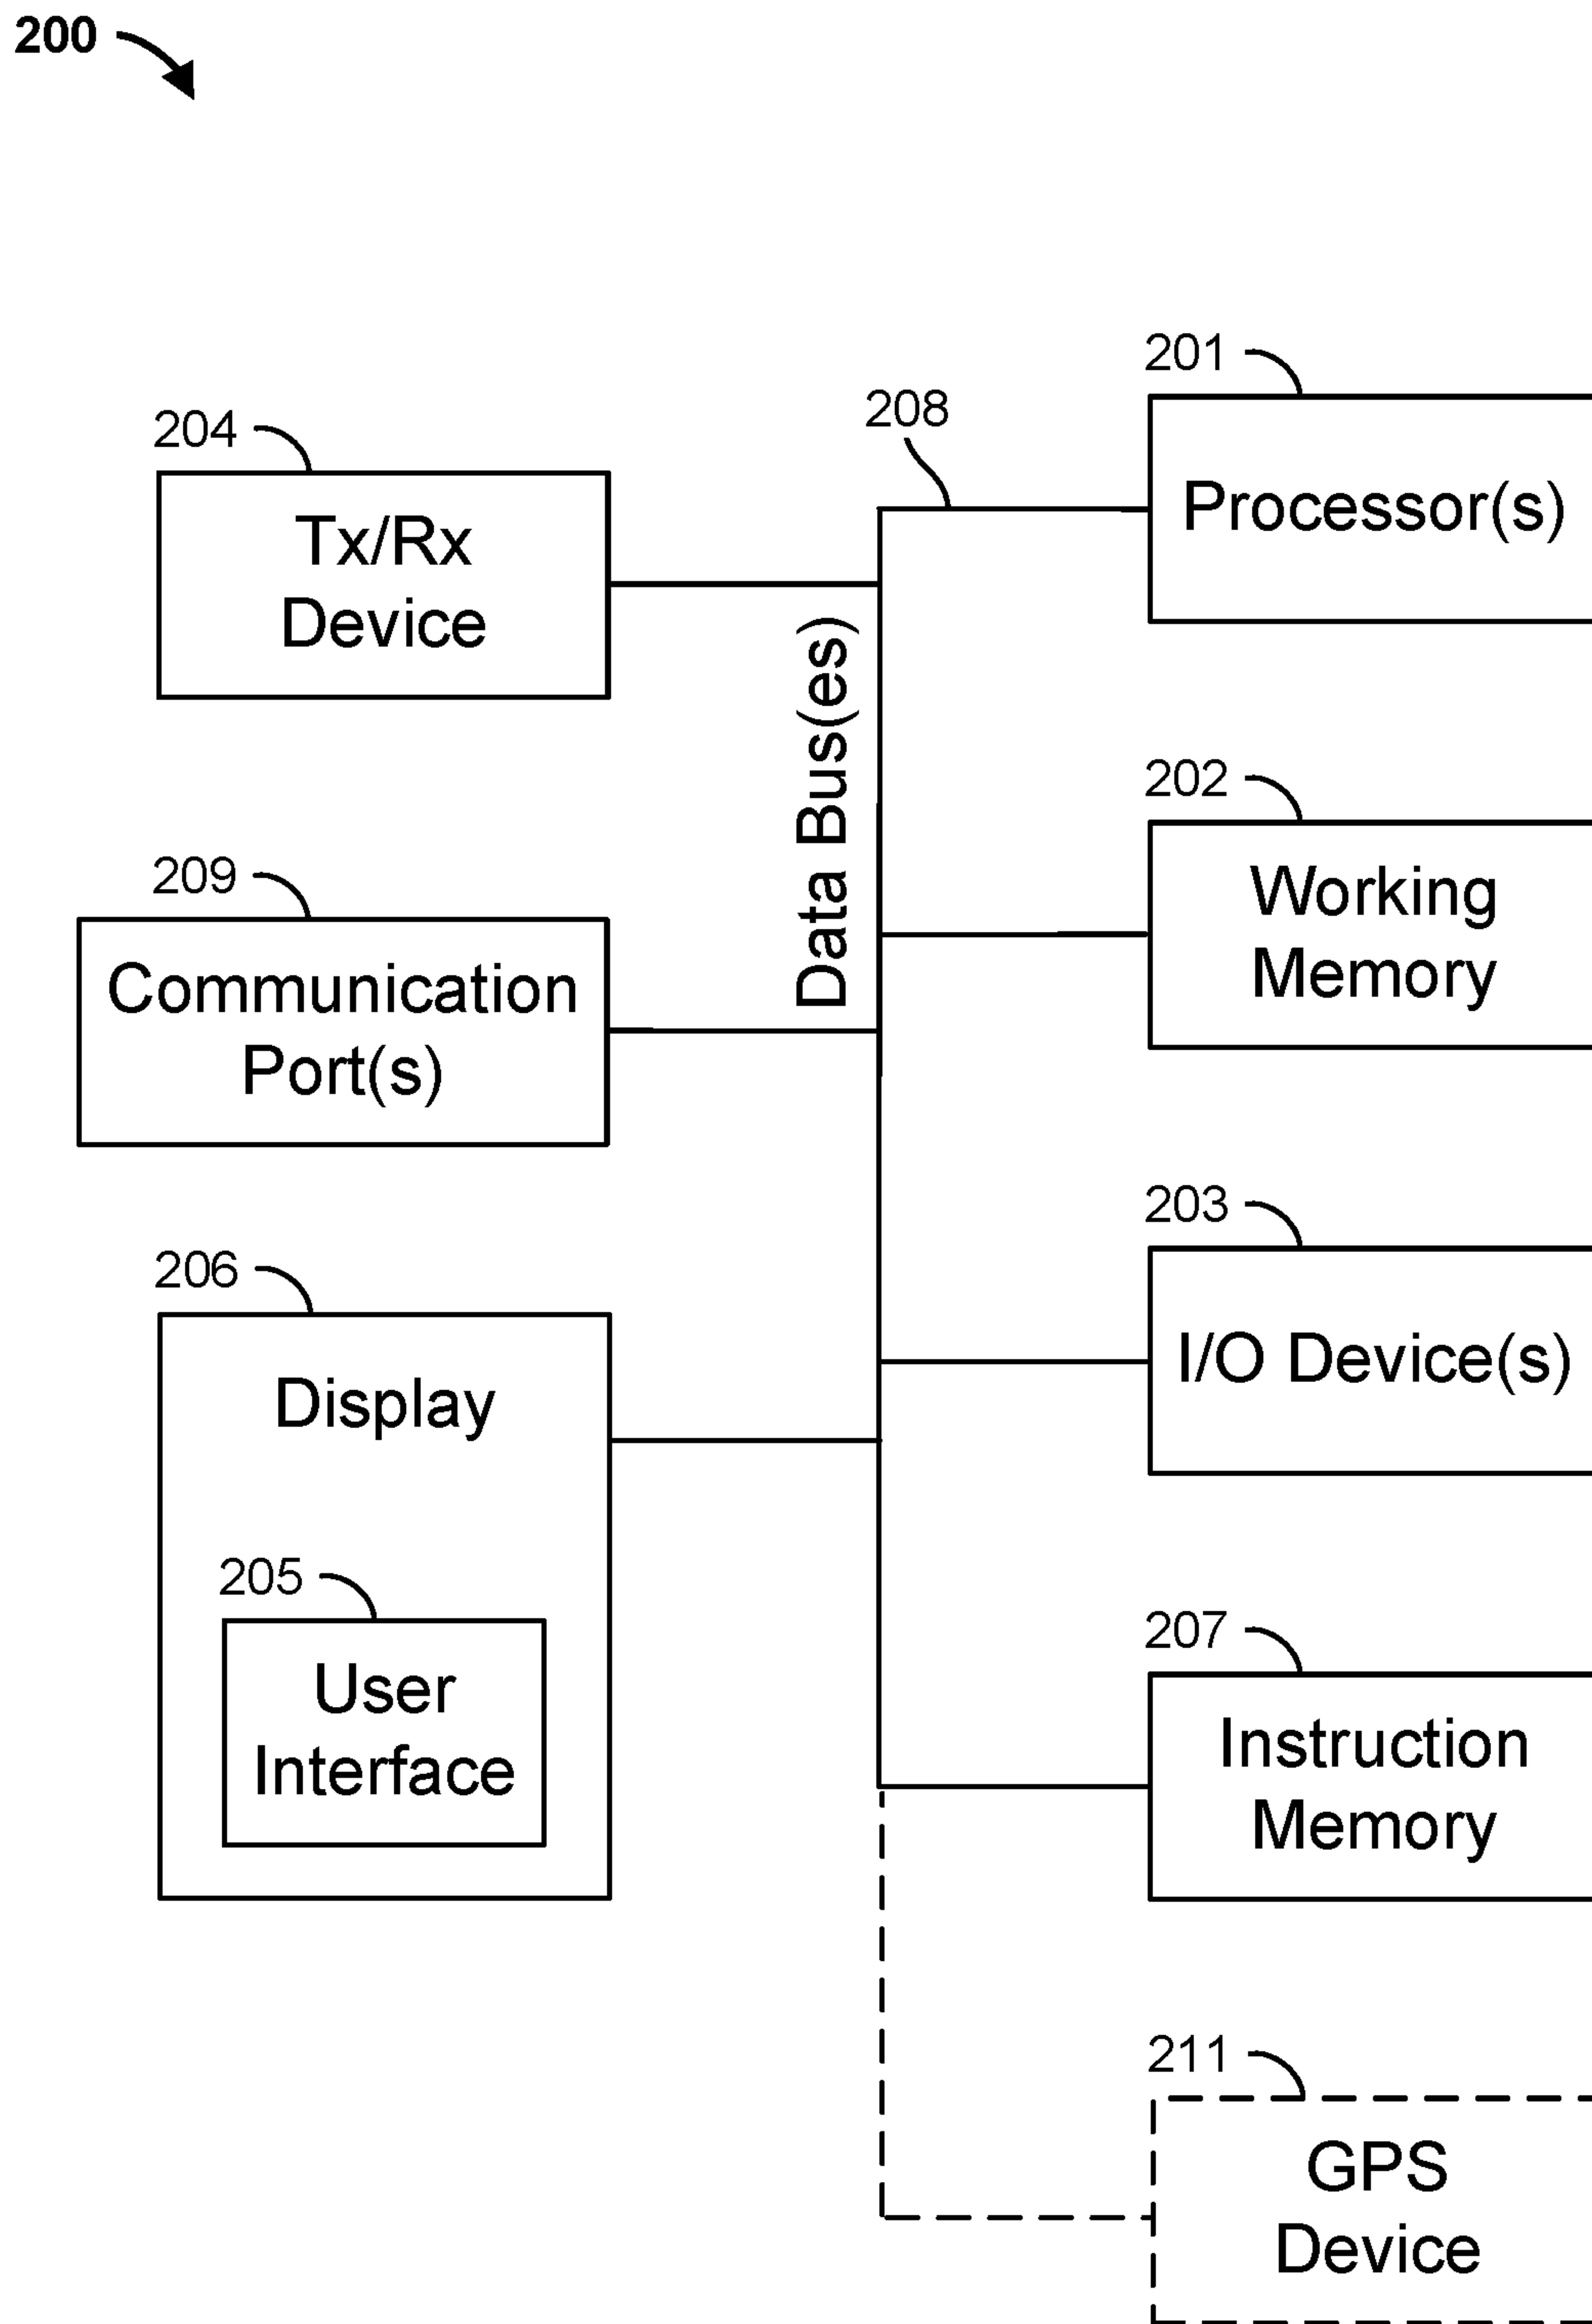 200
204
Tx/Rx
Device
209
Communication
Port(s)
206
Display
205
User
Interface
208
Data Bus(es)
201
Processor(s)
202
Working
Memory
203
I/O Device(s)
207
Instruction
Memory
211
GPS
Device